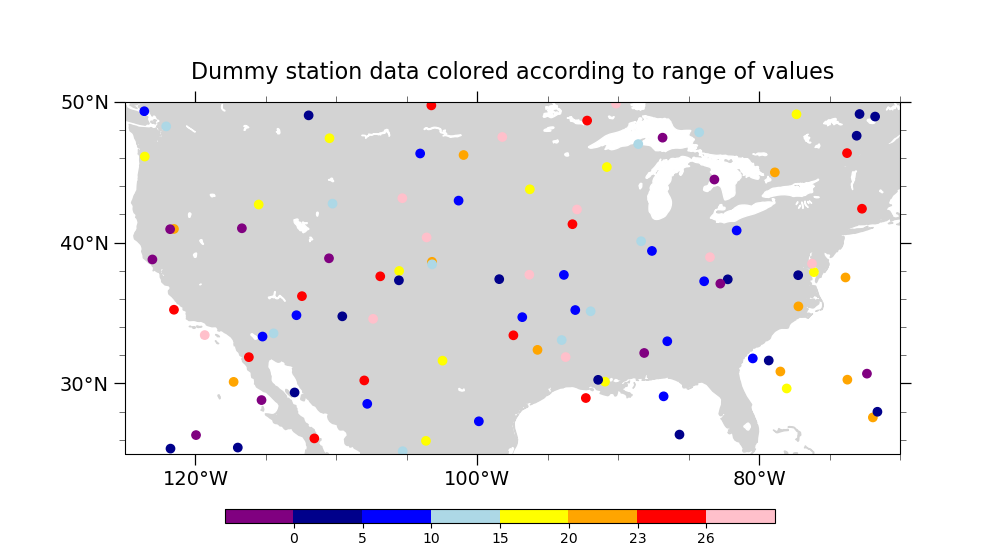 Dummy station data colored according to range of values
50°N
40°N
30°N
120°W 100°W 80°W
0 5 10 15 20 23 26